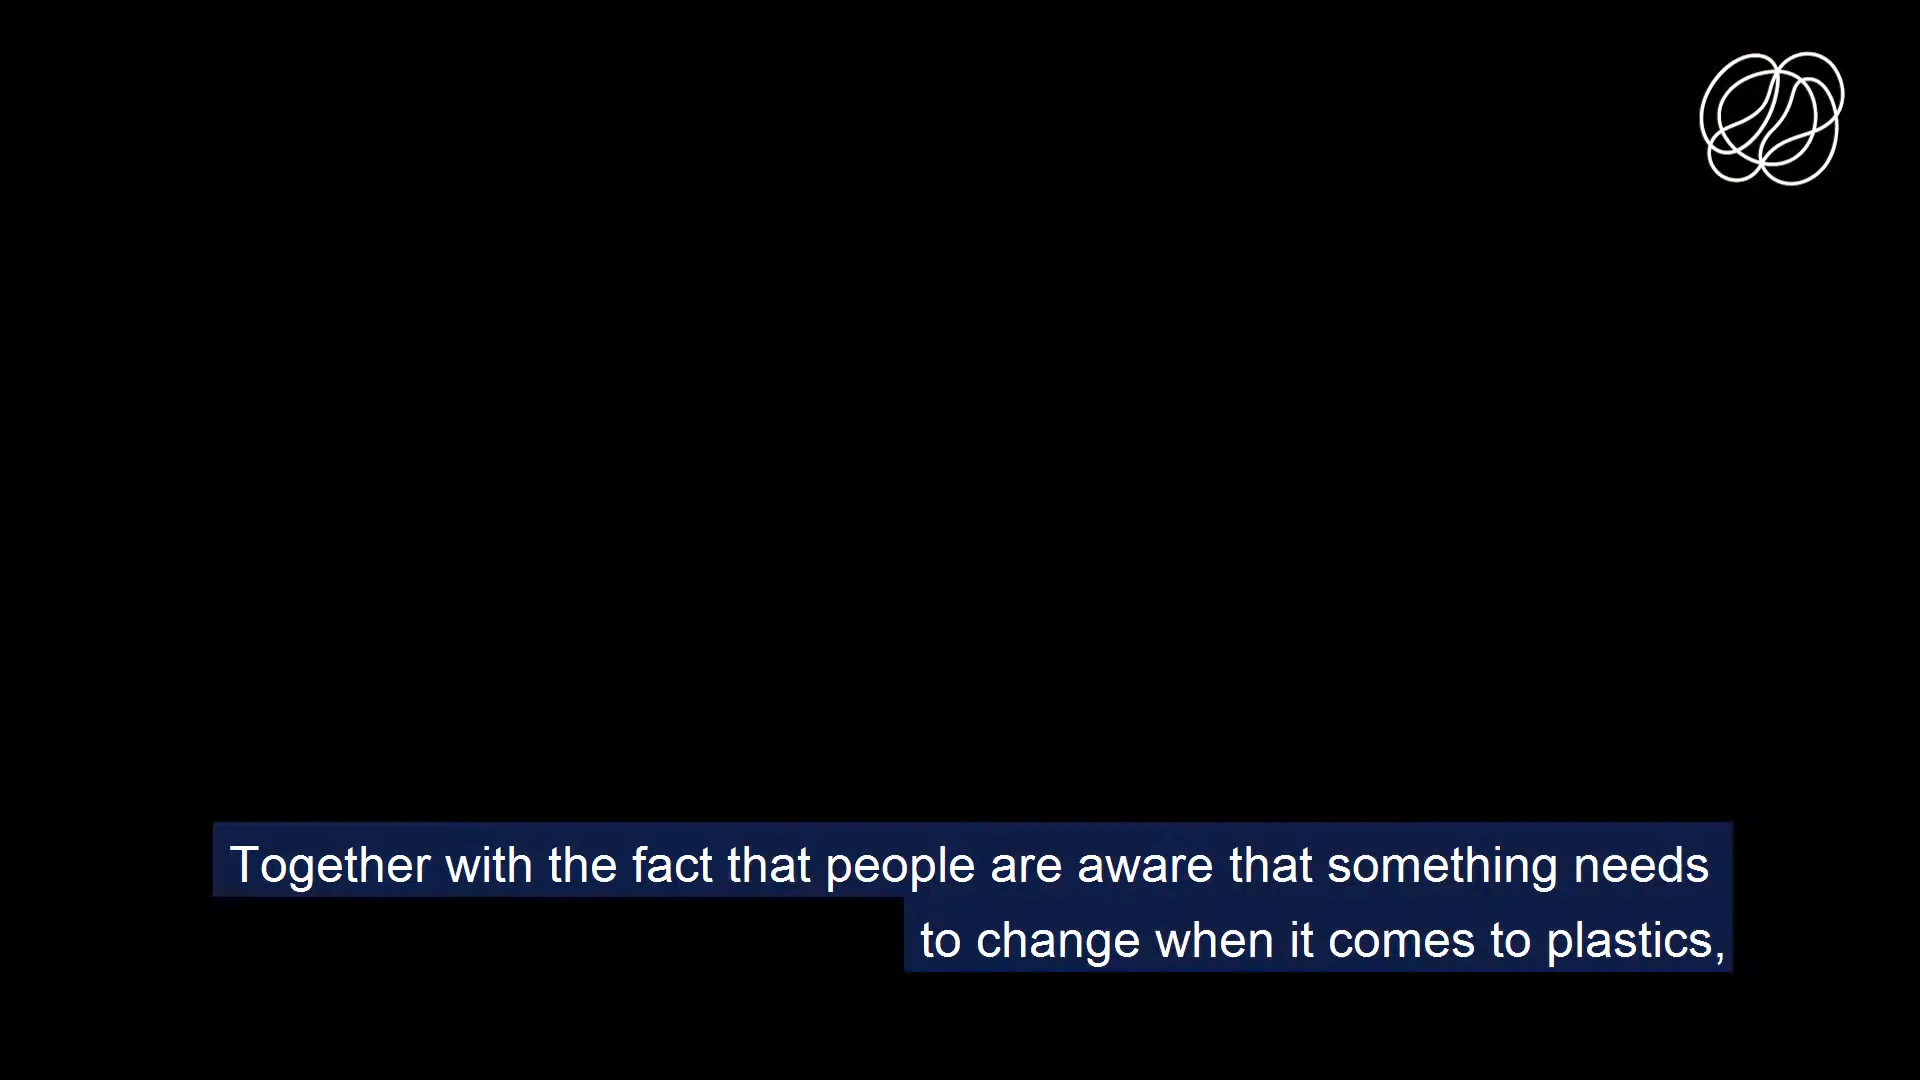 Together with the fact that people are aware that something needs
to change when it comes to plastics,